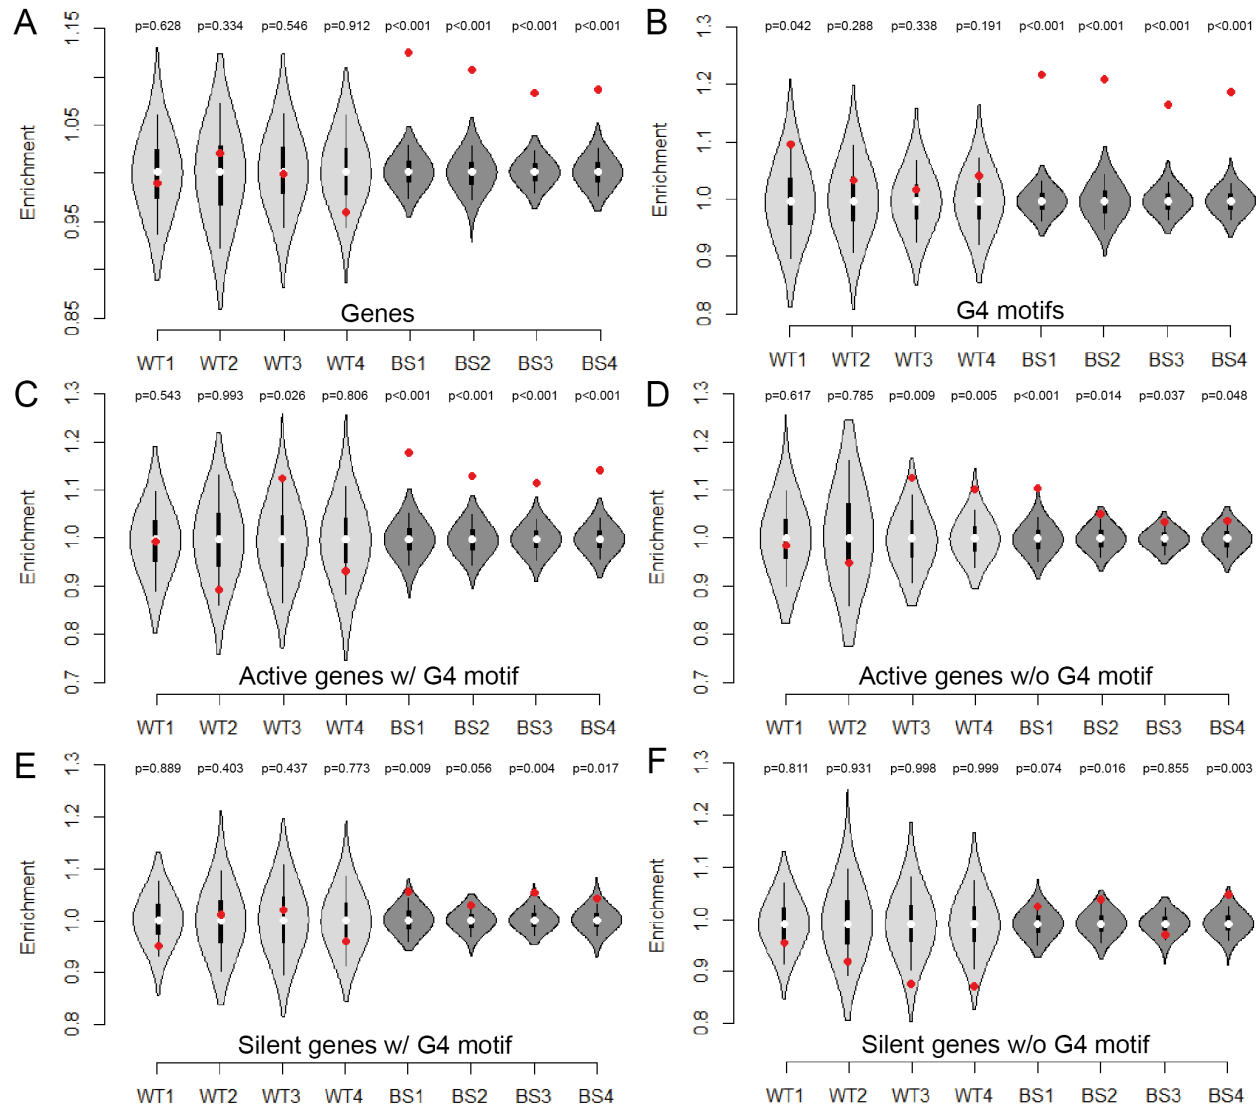 A
p=0.628 p=0.334 p=0.546 p=0.912 p<0.001 p<0.001 p<0.001 p<0.001
1.15
1.05
0.95
0.85
Enrichment
Genes
WT1 WT2 WT3 WT4 BS1 BS2 BS3 BS4
B
p=0.042 p=0.288 p=0.338 p=0.191 p<0.001 p<0.001 p<0.001 p<0.001
1.3
1.2
1.1
1.0
0.9
0.8
Enrichment
G4 motifs
WT1 WT2 WT3 WT4 BS1 BS2 BS3 BS4
C
p=0.543 p=0.993 p=0.026 p=0.806 p<0.001 p<0.001 p<0.001 p<0.001
1.3
1.2
1.1
1.0
0.9
0.8
0.7
Enrichment
Active genes w/ G4 motif
WT1 WT2 WT3 WT4 BS1 BS2 BS3 BS4
D
p=0.617 p=0.785 p=0.009 p=0.005 p<0.001 p=0.014 p=0.037 p=0.048
1.3
1.2
1.1
1.0
0.9
0.8
0.7
Enrichment
Active genes w/o G4 motif
WT1 WT2 WT3 WT4 BS1 BS2 BS3 BS4
E
p=0.889 p=0.403 p=0.437 p=0.773 p=0.009 p=0.056 p=0.004 p=0.017
1.3
1.2
1.1
1.0
0.9
0.8
Enrichment
Silent genes w/ G4 motif
WT1 WT2 WT3 WT4 BS1 BS2 BS3 BS4
F
p=0.811 p=0.931 p=0.998 p=0.999 p=0.074 p=0.016 p=0.855 p=0.003
1.3
1.2
1.1
1.0
0.9
0.8
Enrichment
Silent genes w/o G4 motif
WT1 WT2 WT3 WT4 BS1 BS2 BS3 BS4